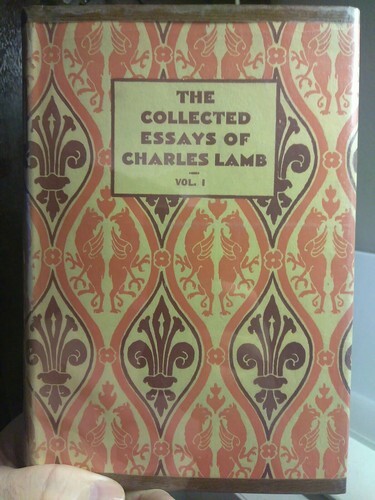 THE
COLLECTED
ESSAYS OF
CHARLES LAMB
VOL. I